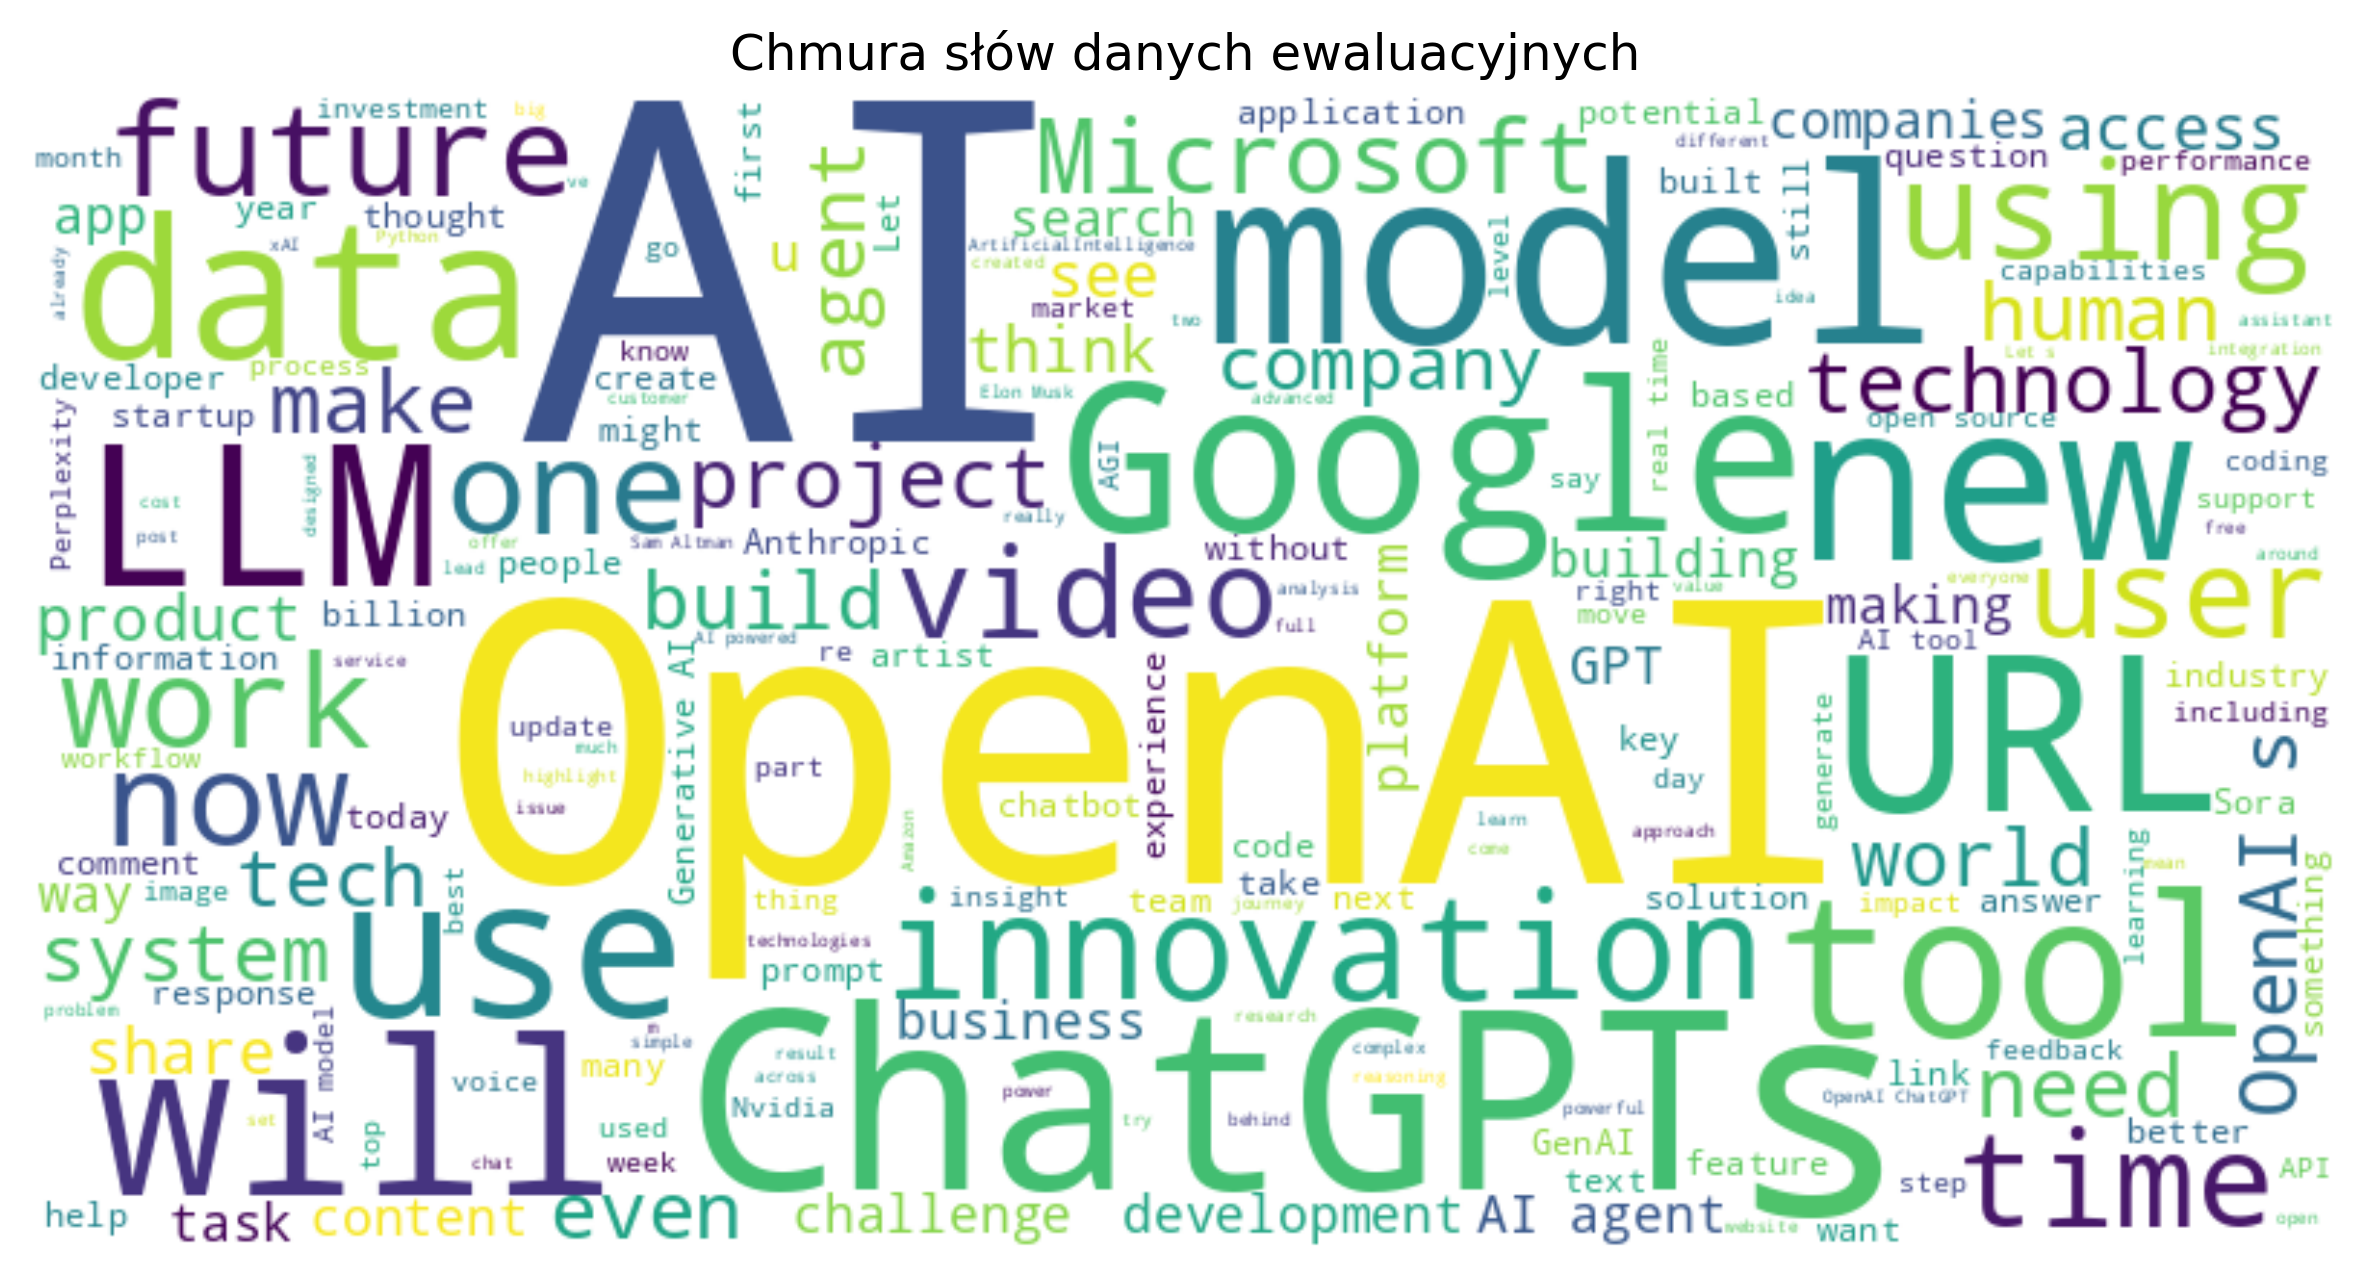 Chmura słów danych ewaluacyjnych
future
investment
big
AI
first
Microsoft
application
potential
different
companies
access
month
ve
agent
Let
search
built
still
question
performance
using
app
year
thought
xAI
Python
data
go
u
ArtificialIntelligence
created
see
level
model
idea
capabilities
human
assistant
already
market
two
process
know
think
company
real time
Let s
integration
developer
make
create
customer
Elon Musk
advanced
based
technology
startup
might
Google
open source
Perplexity
LLM
one
project
AGI
say
new
coding
cost
designed
support
post
really
free
offer
Sam Altman
Anthropic
without
building
around
lead
people
build
video
analysis
platform
right
value
everyone
user
product
billion
full
move
making
information
service
AI powered
re
artist
GPT
AI tool
industry
work
Generative AI
experience
URL
including
update
much
OpenAI
key
generate
s
workflow
highlight
part
day
now
today
issue
chatbot
learn
approach
Sora
comment
tech
Amazon
code
come
world
learning
mean
way
image
best
thing
insight
team
take
journey
next
solution
impact
answer
openAI
something
system
use
technologies
innovation
tool
response
prompt
problem
business
research
share
AI model
m
simple
many
result
complex
feedback
will
voice
across
reasoning
link
need
set
Nvidia
power
ChatGPTs
powerful
OpenAI ChatGPT
top
used
try
behind
GenAI
better
chat
week
text
feature
step
time
API
help
task
content
even
challenge
development
AI agent
website
want
open